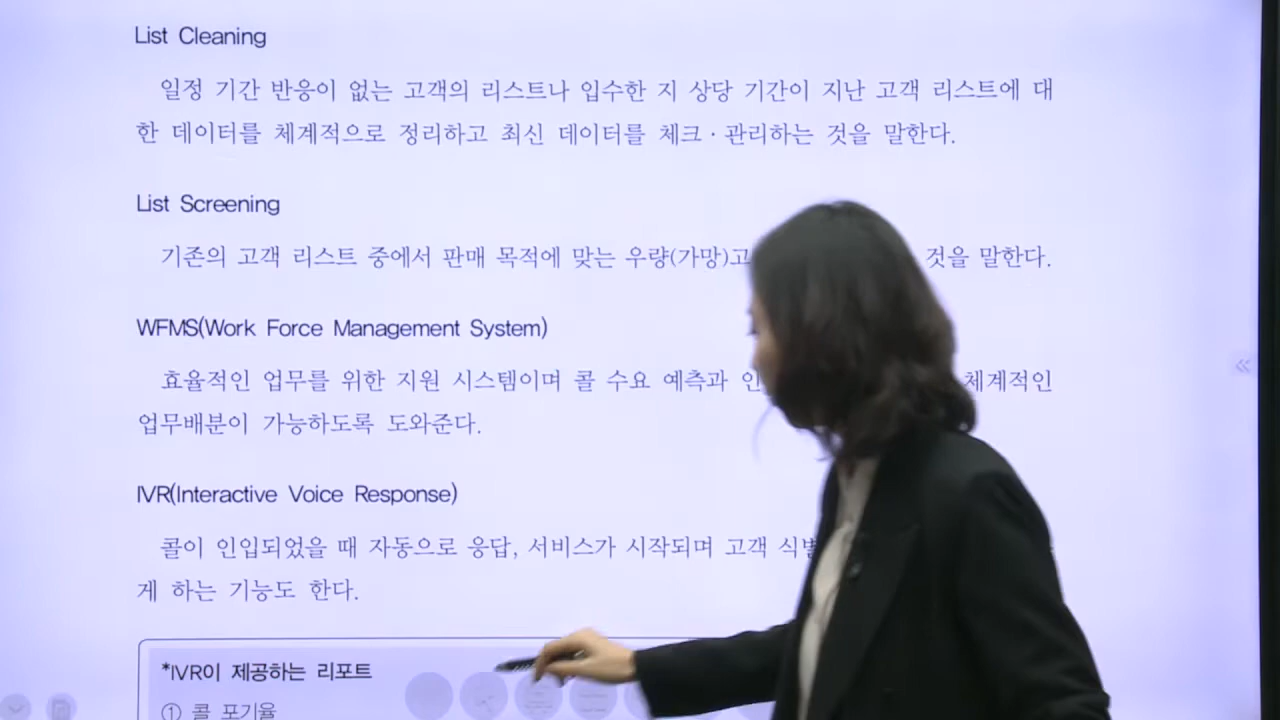 List Cleaning
일정 기간 반응이 없는 고객의 리스트나 입수한 지 상당 기간이 지난 고객 리스트에 대
한 데이터를 체계적으로 정리하고 최신 데이터를 체크·관리하는 것을 말한다.
List Screening
기존의 고객 리스트 중에서 판매 목적에 맞는 우량(가망)고 것을 말한다.
WFMS(Work Force Management System)
효율적인 업무를 위한 지원 시스템이며 콜 수요 예측과 체계적인
업무배분이 가능하도록 도와준다.
IVR(Interactive Voice Response)
콜이 인입되었을 때 자동으로 응답, 서비스가 시작되며 고객
게 하는 기능도 한다.
*IVR이 제공하는 리포트
① 콜 포기율